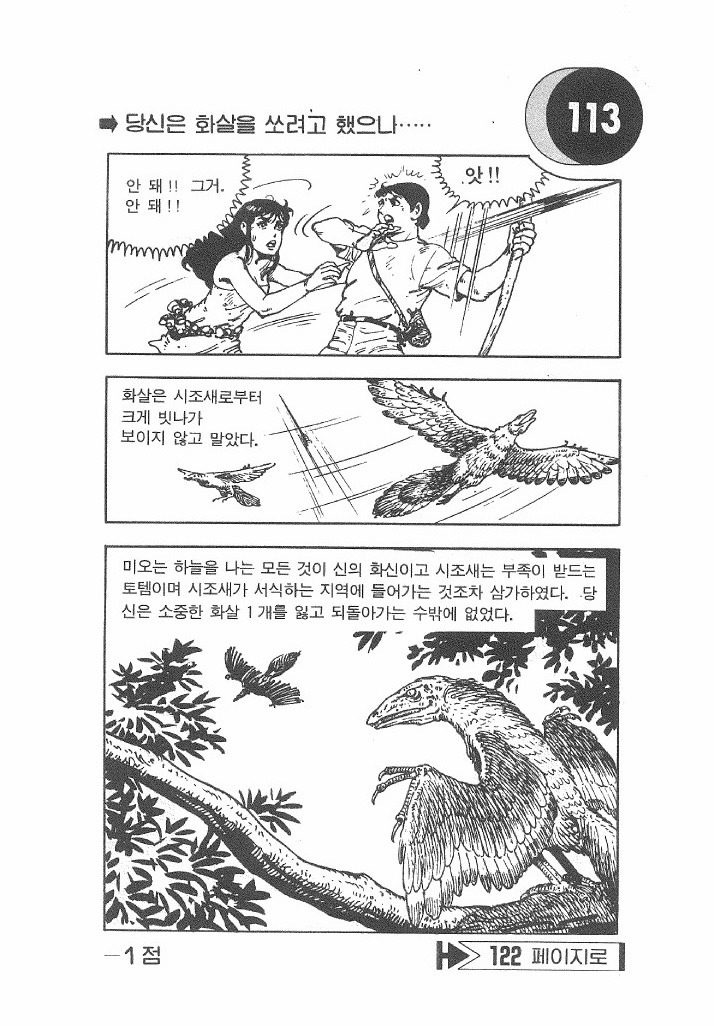 113
➡ 당신은 화살을 쏘려고 했으나·····
안 돼!! 그거.
안 돼!!
앗!!
화살은 시조새로부터
크게 빗나가
보이지 않고 말았다.
미오는 하늘을 나는 모든 것이 신의 화신이고 시조새는 부족이 받드는
토템이며 시조새가 서식하는 지역에 들어가는 것조차 삼가하였다. 당
신은 소중한 화살 1개를 잃고 되돌아가는 수밖에 없었다.
—1점
122 페이지로